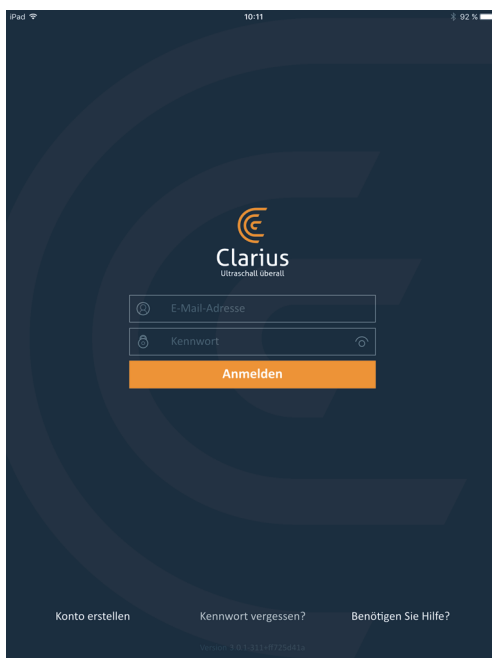 iPad 10:11 92 %
Clarius
Ultraschall überall
E-Mail-Adresse
Kennwort
Anmelden
Konto erstellen Kennwort vergessen? Benötigen Sie Hilfe?